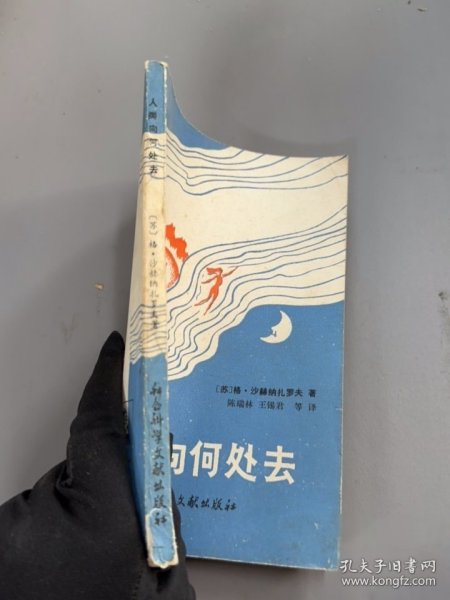 人类向何处去
〔苏〕格·沙赫纳扎罗夫著
社会科学文献出版社
〔苏〕格·沙赫纳扎罗夫 著
陈瑞林 王锡君 等译
向何处去
文献出版社
孔夫子旧书网
www.kongfz.com